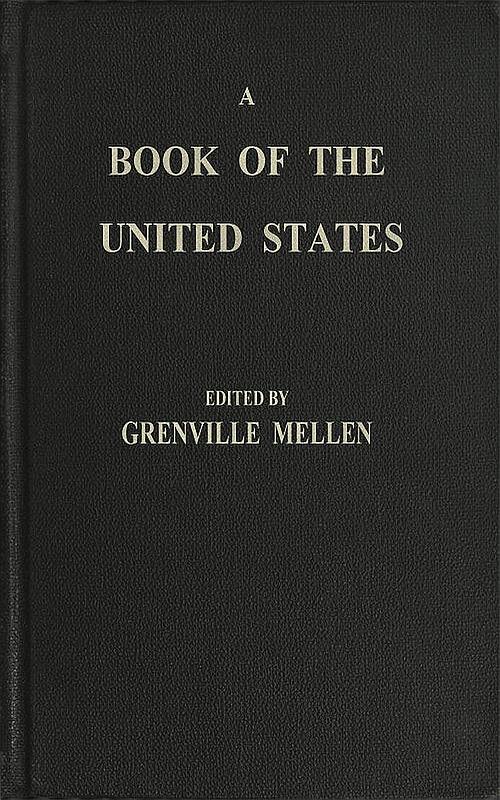 A
BOOK OF THE
UNITED STATES
EDITED BY
GRENVILLE MELLEN